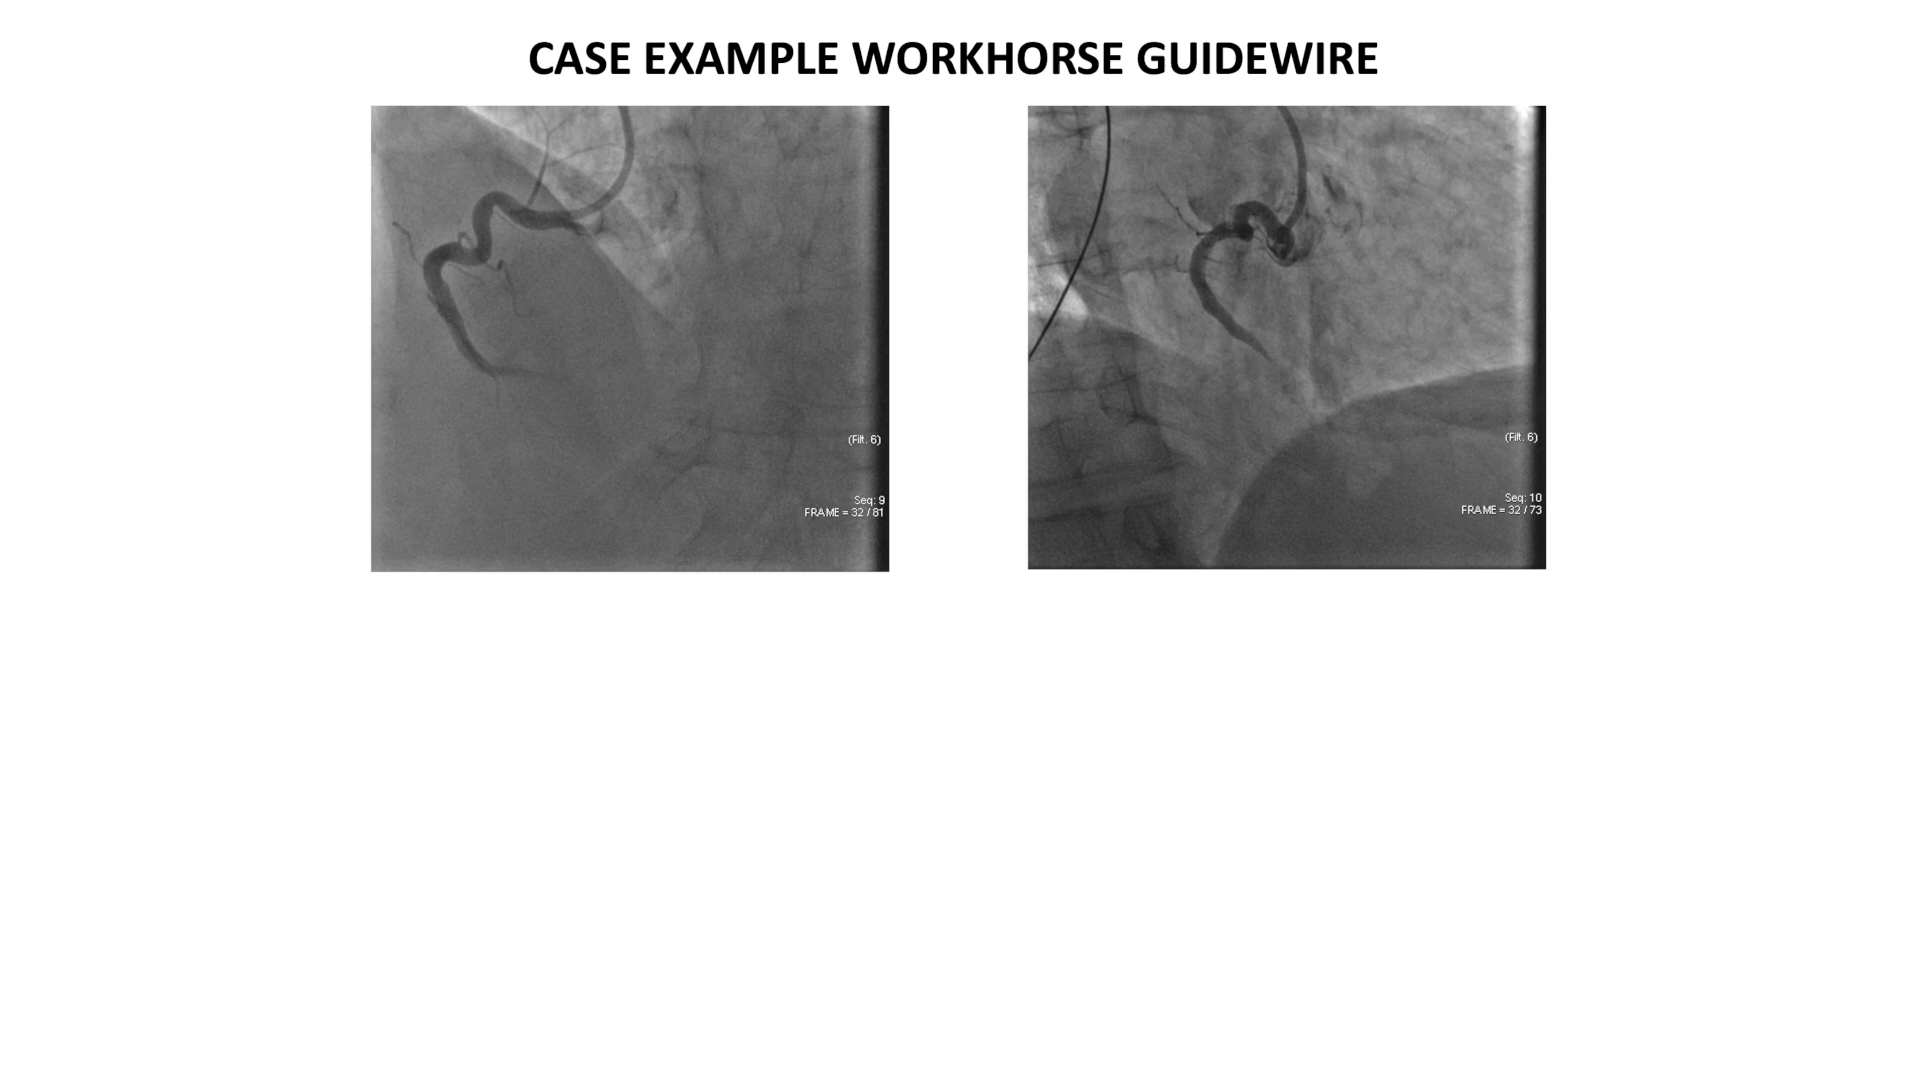 CASE EXAMPLE WORKHORSE GUIDEWIRE
(Filt. 6)
Seq: 9
FRAME = 32 / 81
(Filt. 6)
Seq: 10
FRAME = 32 / 73